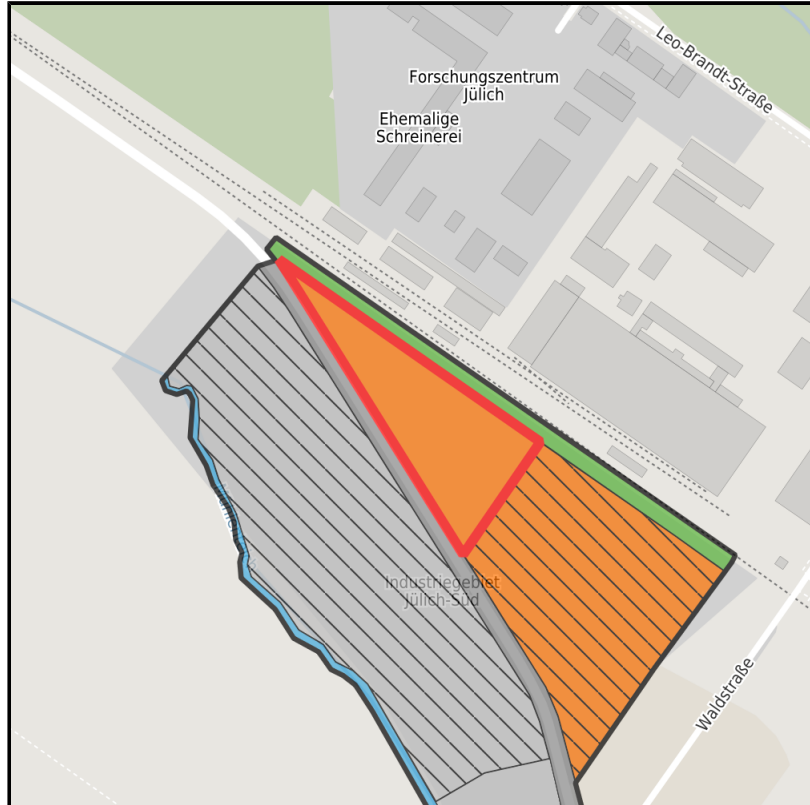 Leo-Brandt-Straße
Forschungszentrum
Jülich
Ehemalige
Schreinerei
Industriegebiet
Jülich-Süd
Waldstraße